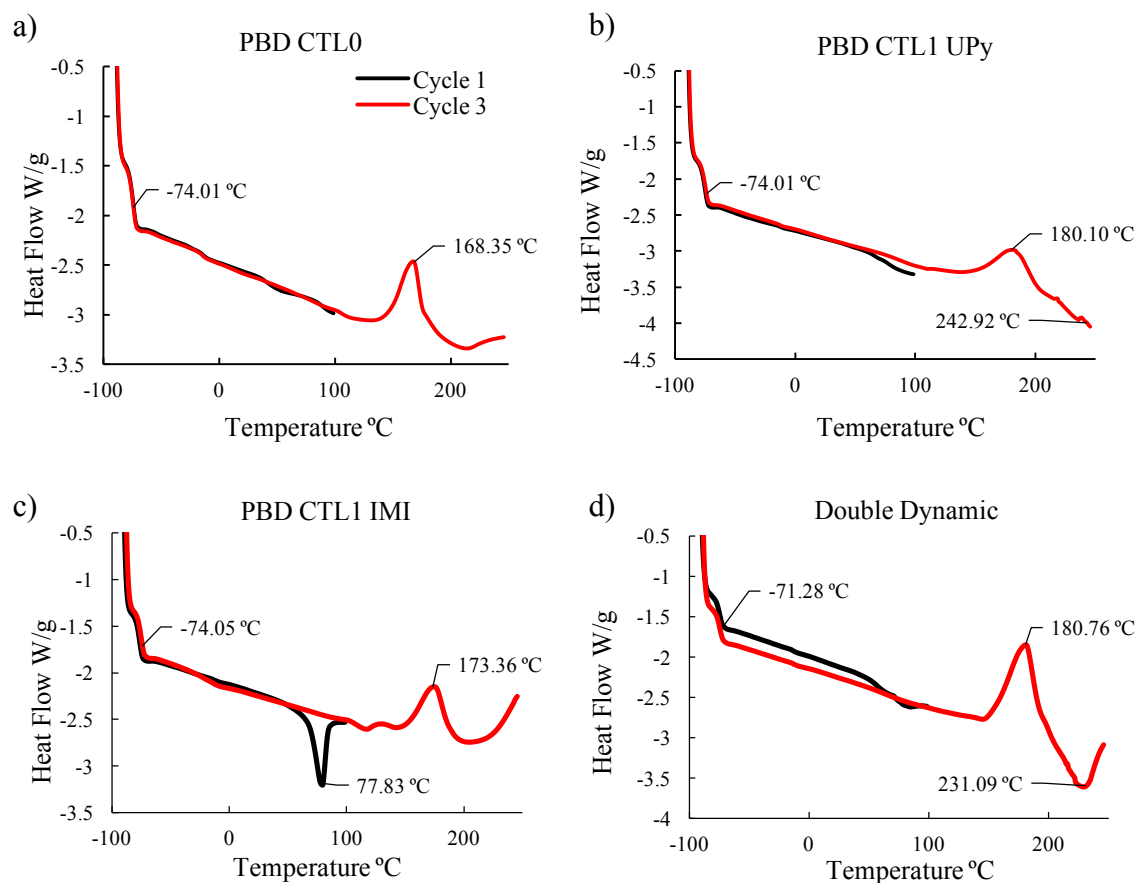 a)
PBD CTL0
Cycle 1
Cycle 3
-0.5
-1
-1.5
-2
-2.5
-3
-3.5
-100
0
100
200
-74.01 ºC
168.35 ºC
Heat Flow W/g
Temperature ºC
b)
PBD CTL1 UPy
-0.5
-1
-1.5
-2
-2.5
-3
-3.5
-4
-4.5
-100
0
100
200
-74.01 ºC
180.10 ºC
242.92 ºC
Heat Flow W/g
Temperature ºC
c)
PBD CTL1 IMI
-0.5
-1
-1.5
-2
-2.5
-3
-3.5
-100
0
100
200
-74.05 ºC
173.36 ºC
77.83 ºC
Heat Flow W/g
Temperature ºC
d)
Double Dynamic
-0.5
-1
-1.5
-2
-2.5
-3
-3.5
-4
-100
0
100
200
-71.28 ºC
180.76 ºC
231.09 ºC
Heat Flow W/g
Temperature ºC